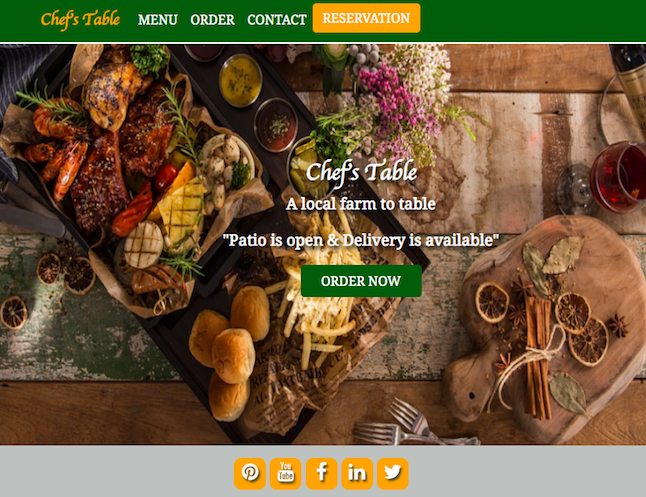 Chef's Table MENU ORDER CONTACT RESERVATION
Chef's Table
A local farm to table
"Patio is open & Delivery is available"
ORDER NOW
You Tube f in